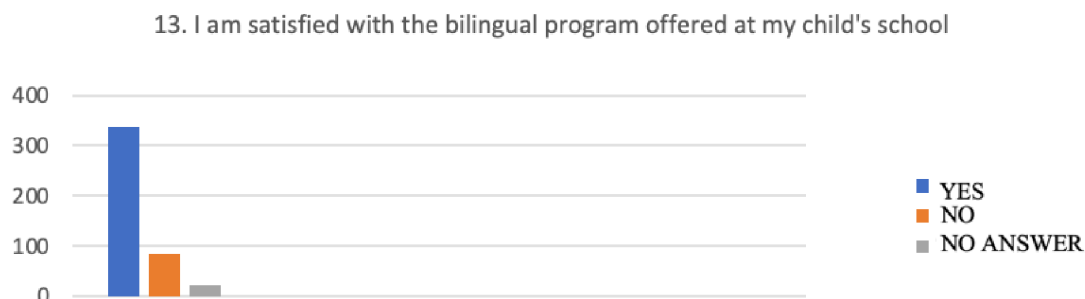 13. I am satisfied with the bilingual program offered at my child's school
400
300
200
100
0
YES
NO
NO ANSWER